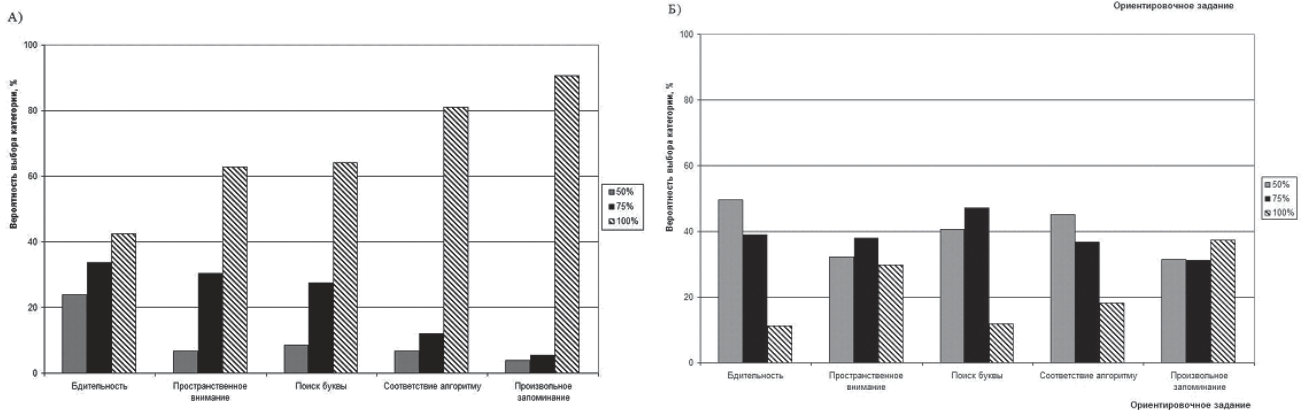 А)
Вероятность выбора категории, %
100
80
60
40
20
0
Бдительность
Пространственное
внимание
Поиск буквы
Соответствие алгоритму
Произвольное
запоминание
50%
75%
100%
Ориентировочное задание
Б)
Вероятность выбора категории, %
100
80
60
40
20
0
Бдительность
Пространственное
внимание
Поиск буквы
Соответствие алгоритму
Произвольное
запоминание
50%
75%
100%
Ориентировочное задание